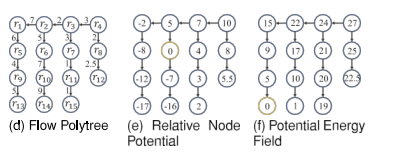 r1 7 r2 2 r3 3 r4
6 5 3 2
r5 r6 r7 r8
4 7 1 2.5
r9 r10 r11 r12
5 9 1
r13 r14 r15
(d) Flow Polytree
-2 5 7 10
-8 0 4 8
-12 -7 3 5.5
-17 -16 2
(e) Relative Node
Potential
15 22 24 27
9 17 21 25
5 10 20 22.5
0 1 19
(f) Potential Energy
Field